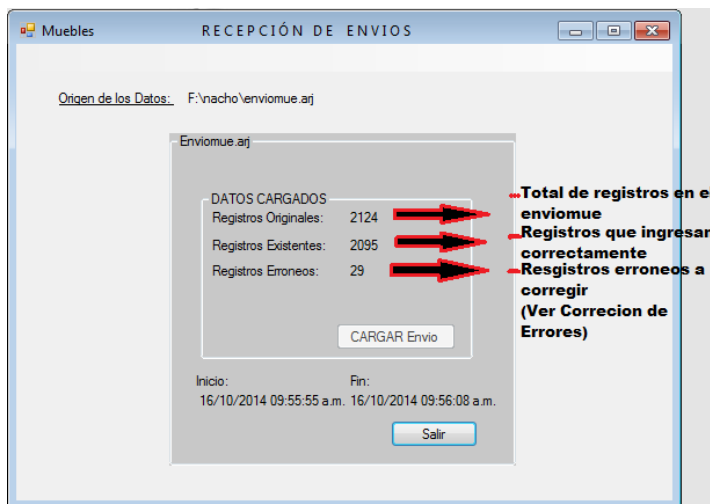 Muebles RECEPCIÓN DE ENVIOS
Origen de los Datos: F:\nacho\enviomue.arj
Enviomue.arj
DATOS CARGADOS
Registros Originales: 2124
Registros Existentes: 2095
Registros Erroneos: 29
CARGAR Envio
Inicio: Fin:
16/10/2014 09:55:55 a.m. 16/10/2014 09:56:08 a.m.
Salir
Total de registros en e
enviomue
Registros que ingresar
correctamente
Resgistros erroneos a
corregir
(Ver Correcion de
Errores)